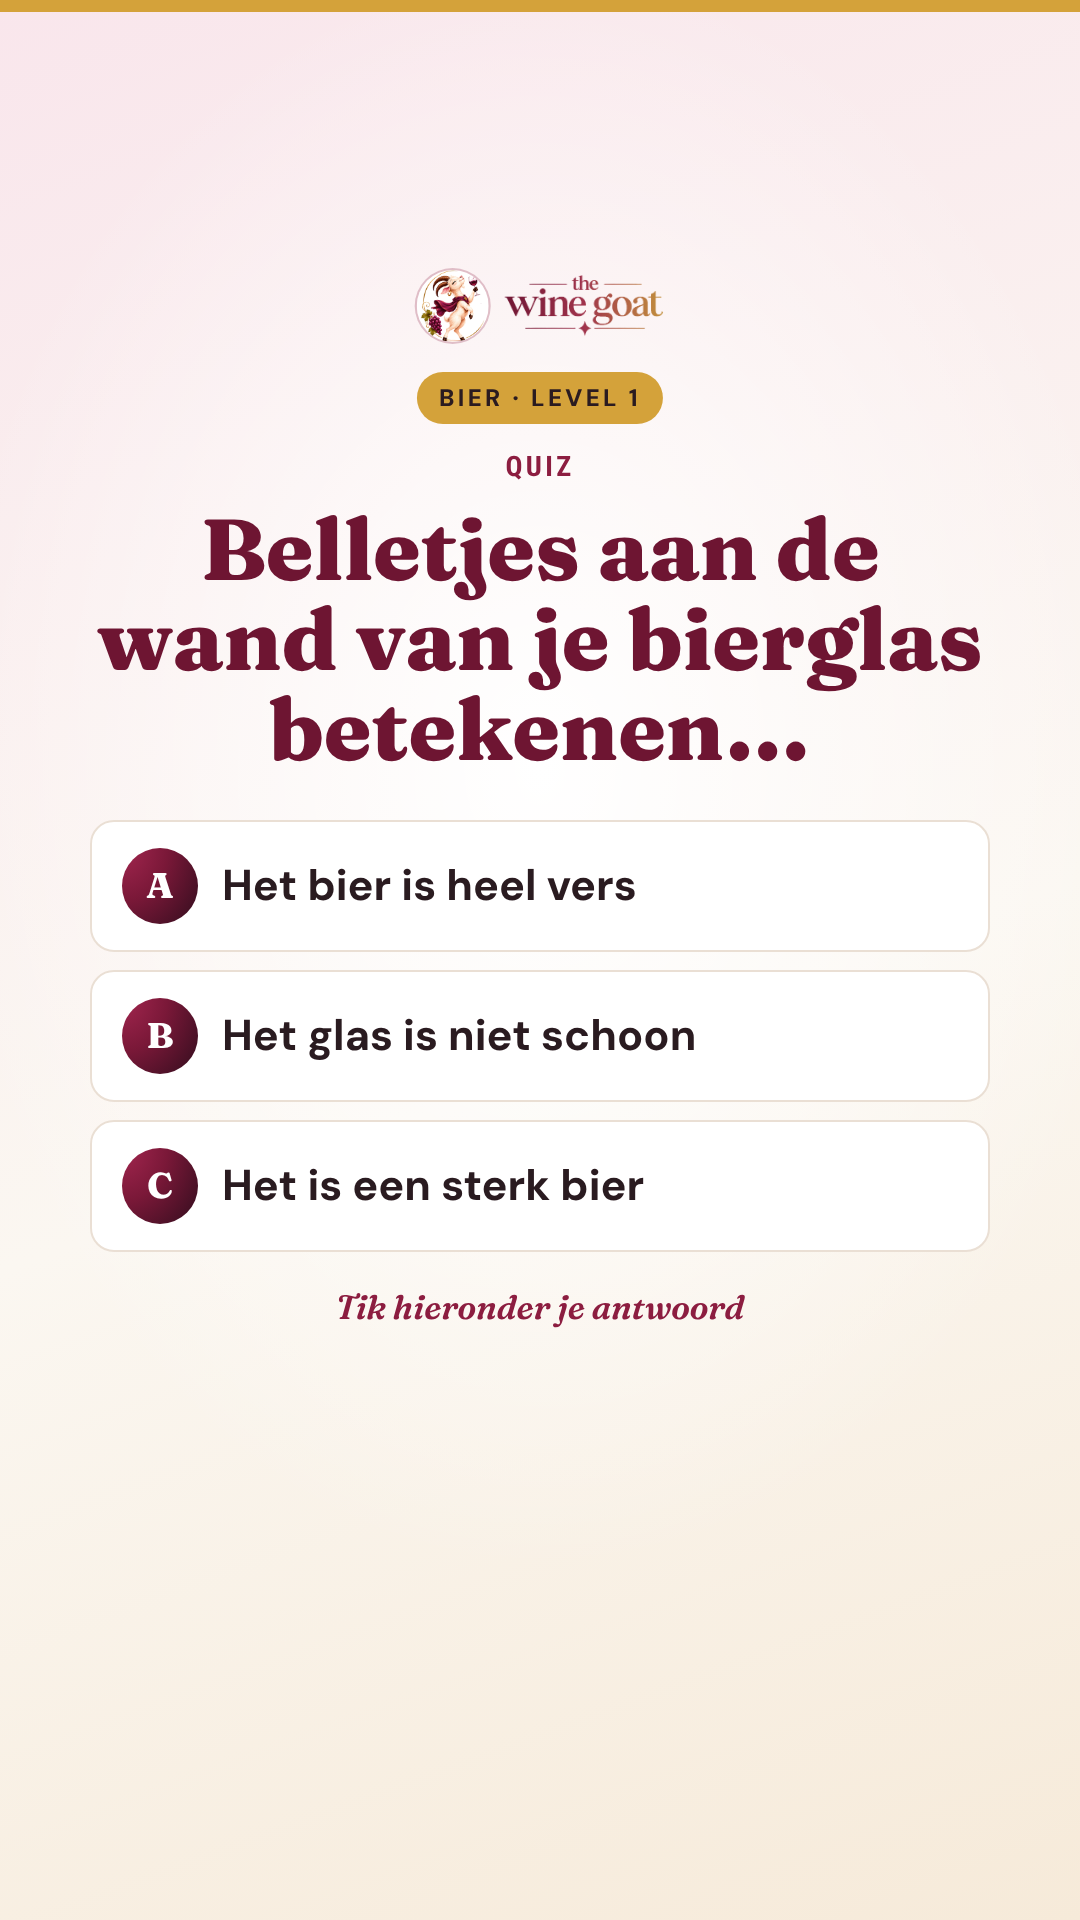 the
wine goat
BIER · LEVEL 1
QUIZ
Belletjes aan de
wand van je bierglas
betekenen...
A Het bier is heel vers
B Het glas is niet schoon
C Het is een sterk bier
Tik hieronder je antwoord